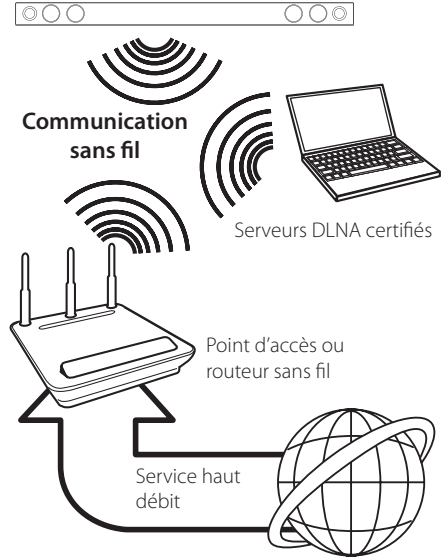 Communication
sans fil
Serveurs DLNA certifiés
Point d'accès ou
routeur sans fil
Service haut
débit